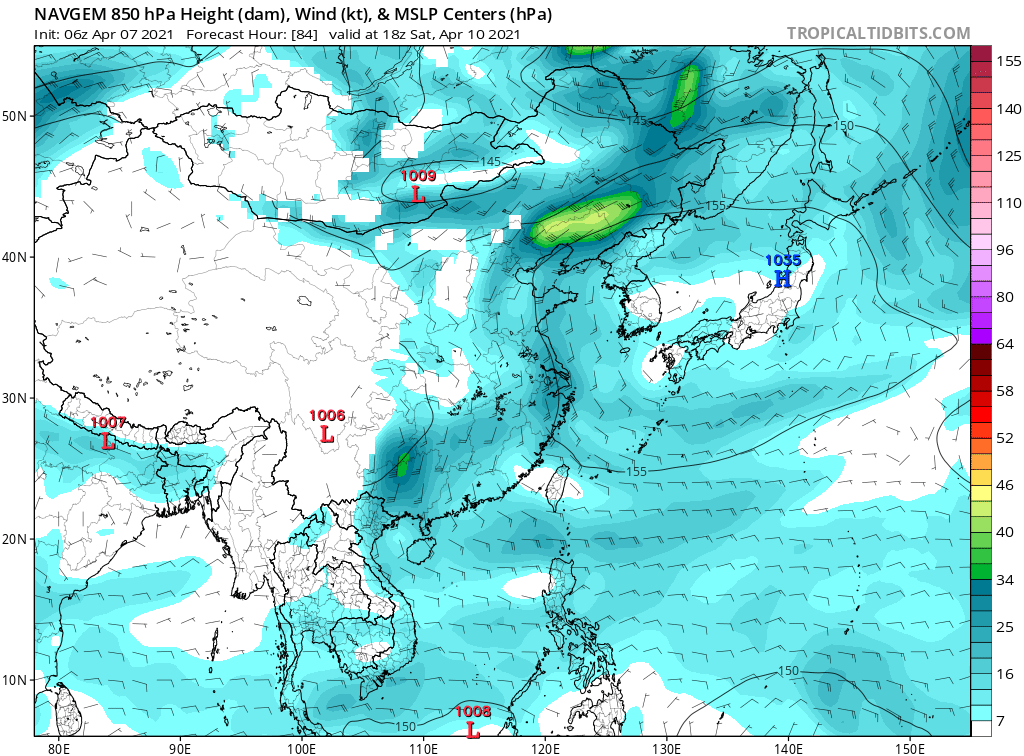 NAVGEM 850 hPa Height (dam), Wind (kt), & MSLP Centers (hPa)
Init: 06z Apr 07 2021 Forecast Hour: [84] valid at 18z Sat, Apr 10 2021
TROPICALTIDBITS.COM
155
50N
145
150
140
145
1009
L
125
110
155
40N
1035
H
96
80
64
30N
58
1007
L
1006
L
52
155
46
20N
40
34
25
10N
150
16
1008
L
150
7
80E
90E
100E
110E
120E
130E
140E
150E